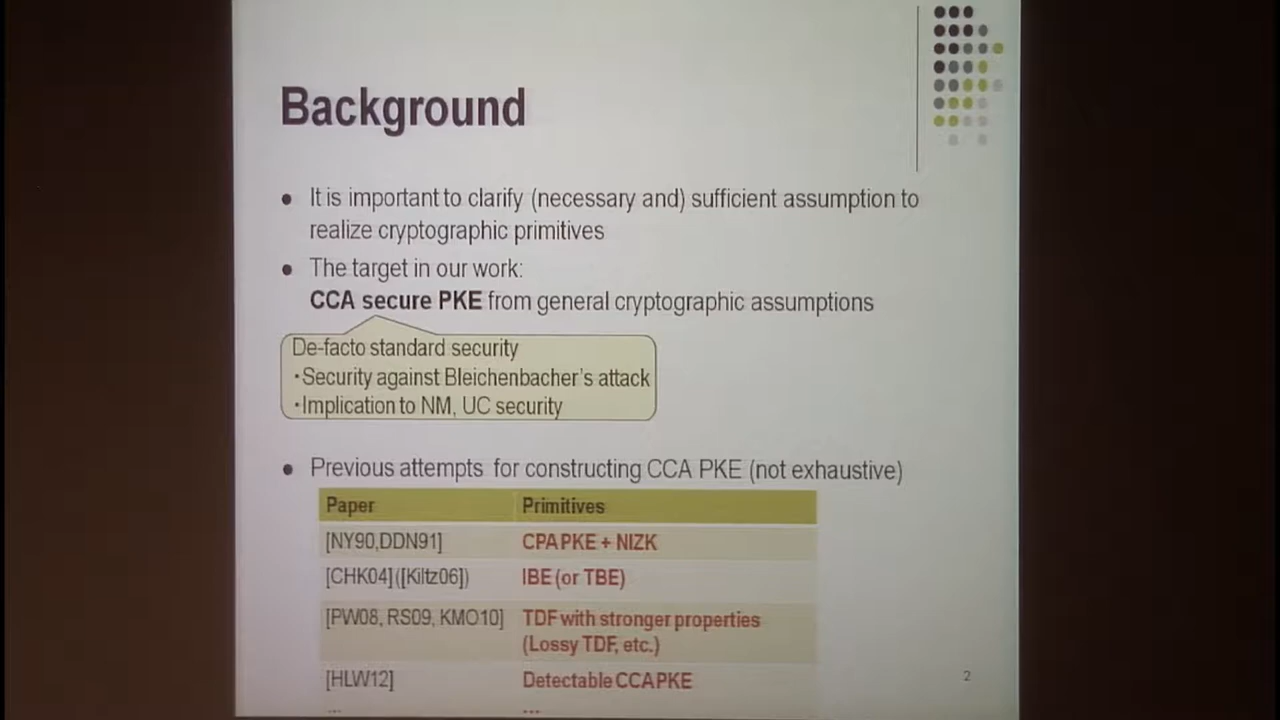 Background
• It is important to clarify (necessary and) sufficient assumption to
realize cryptographic primitives
• The target in our work:
CCA secure PKE from general cryptographic assumptions
De-facto standard security
・Security against Bleichenbacher's attack
・Implication to NM, UC security
• Previous attempts for constructing CCA PKE (not exhaustive)
Paper Primitives
[NY90,DDN91] CPA PKE + NIZK
[CHK04]([Kiltz06]) IBE (or TBE)
[PW08, RS09, KMO10] TDF with stronger properties
(Lossy TDF, etc.)
[HLW12] Detectable CCA PKE
... ...
2